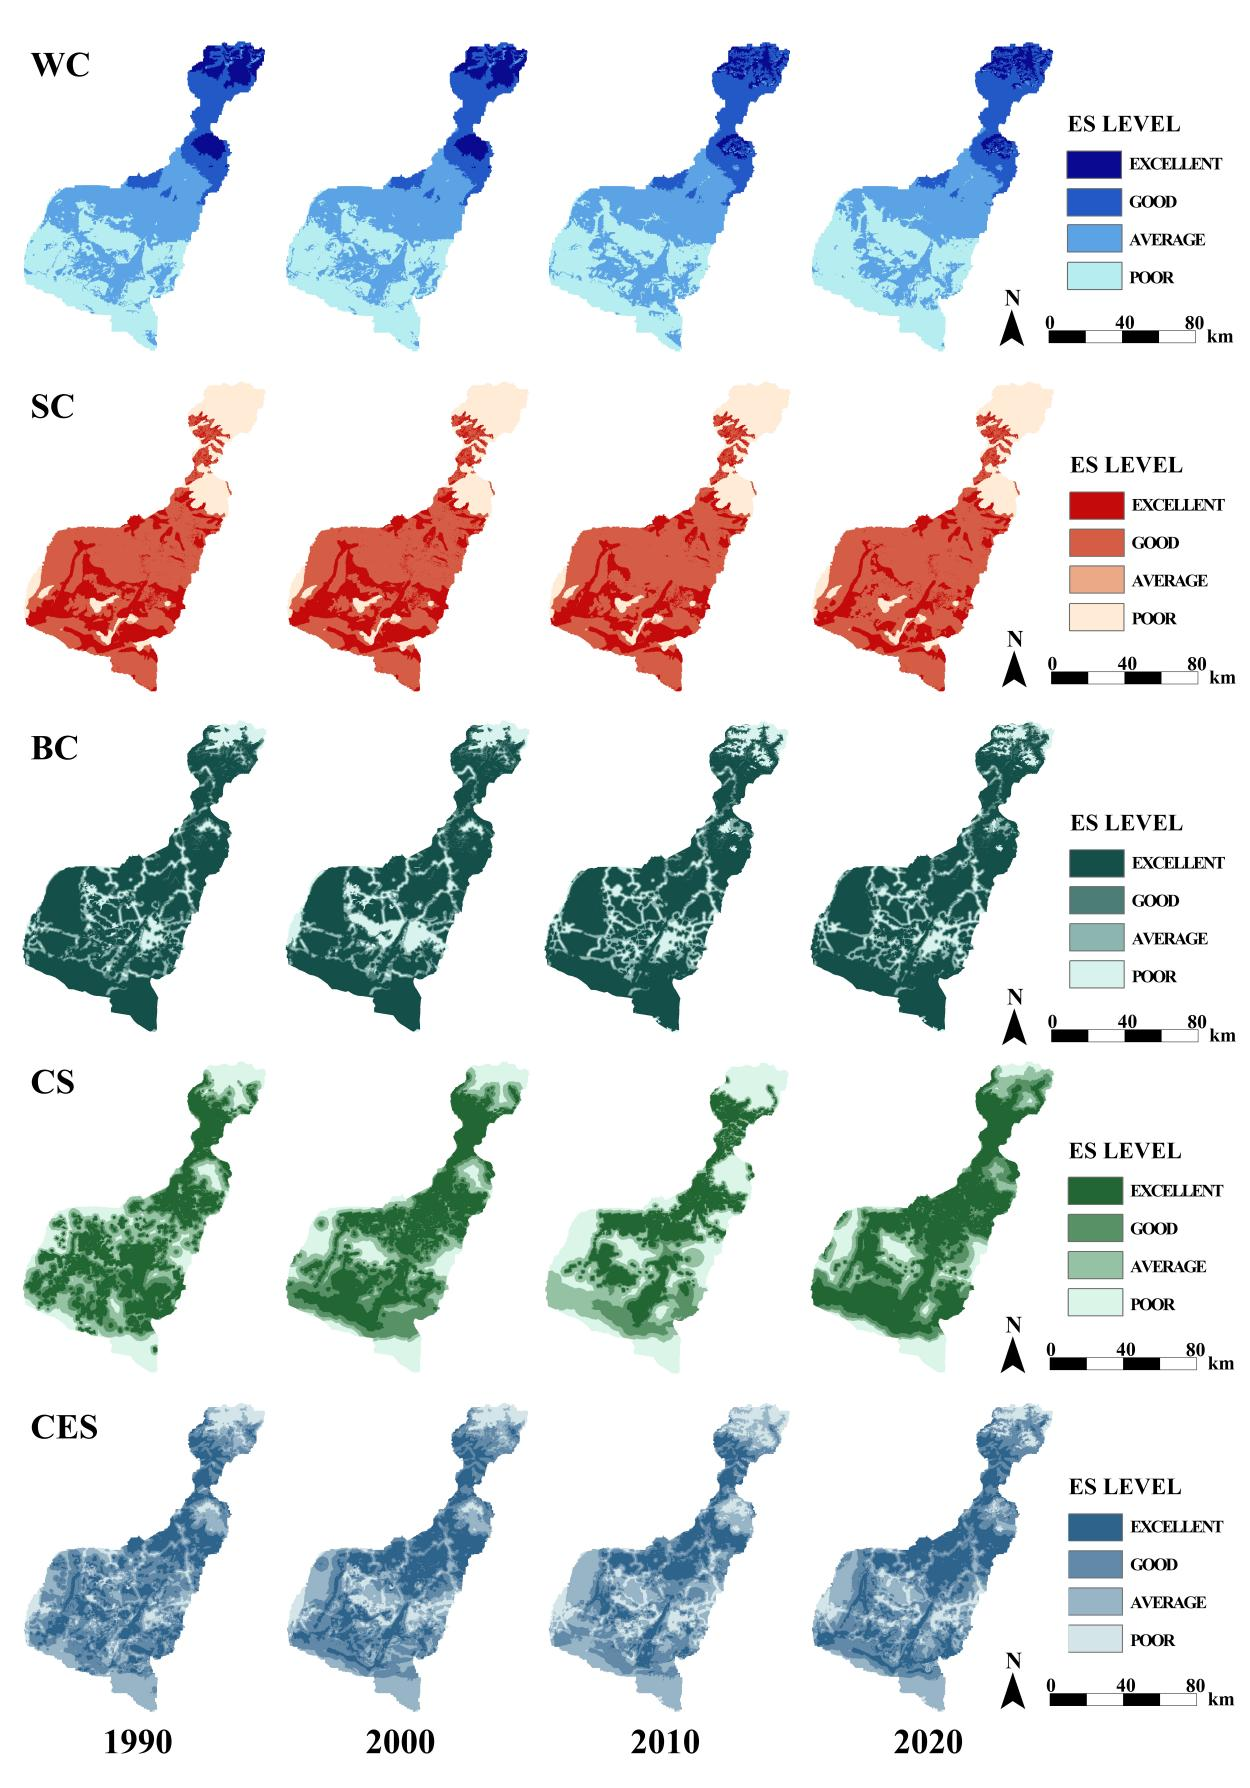 WC
ES LEVEL
EXCELLENT
GOOD
AVERAGE
POOR
N
0 40 80
km
SC
ES LEVEL
EXCELLENT
GOOD
AVERAGE
POOR
N
0 40 80
km
BC
ES LEVEL
EXCELLENT
GOOD
AVERAGE
POOR
N
0 40 80
km
CS
ES LEVEL
EXCELLENT
GOOD
AVERAGE
POOR
N
0 40 80
km
CES
ES LEVEL
EXCELLENT
GOOD
AVERAGE
POOR
N
0 40 80
km
1990 2000 2010 2020